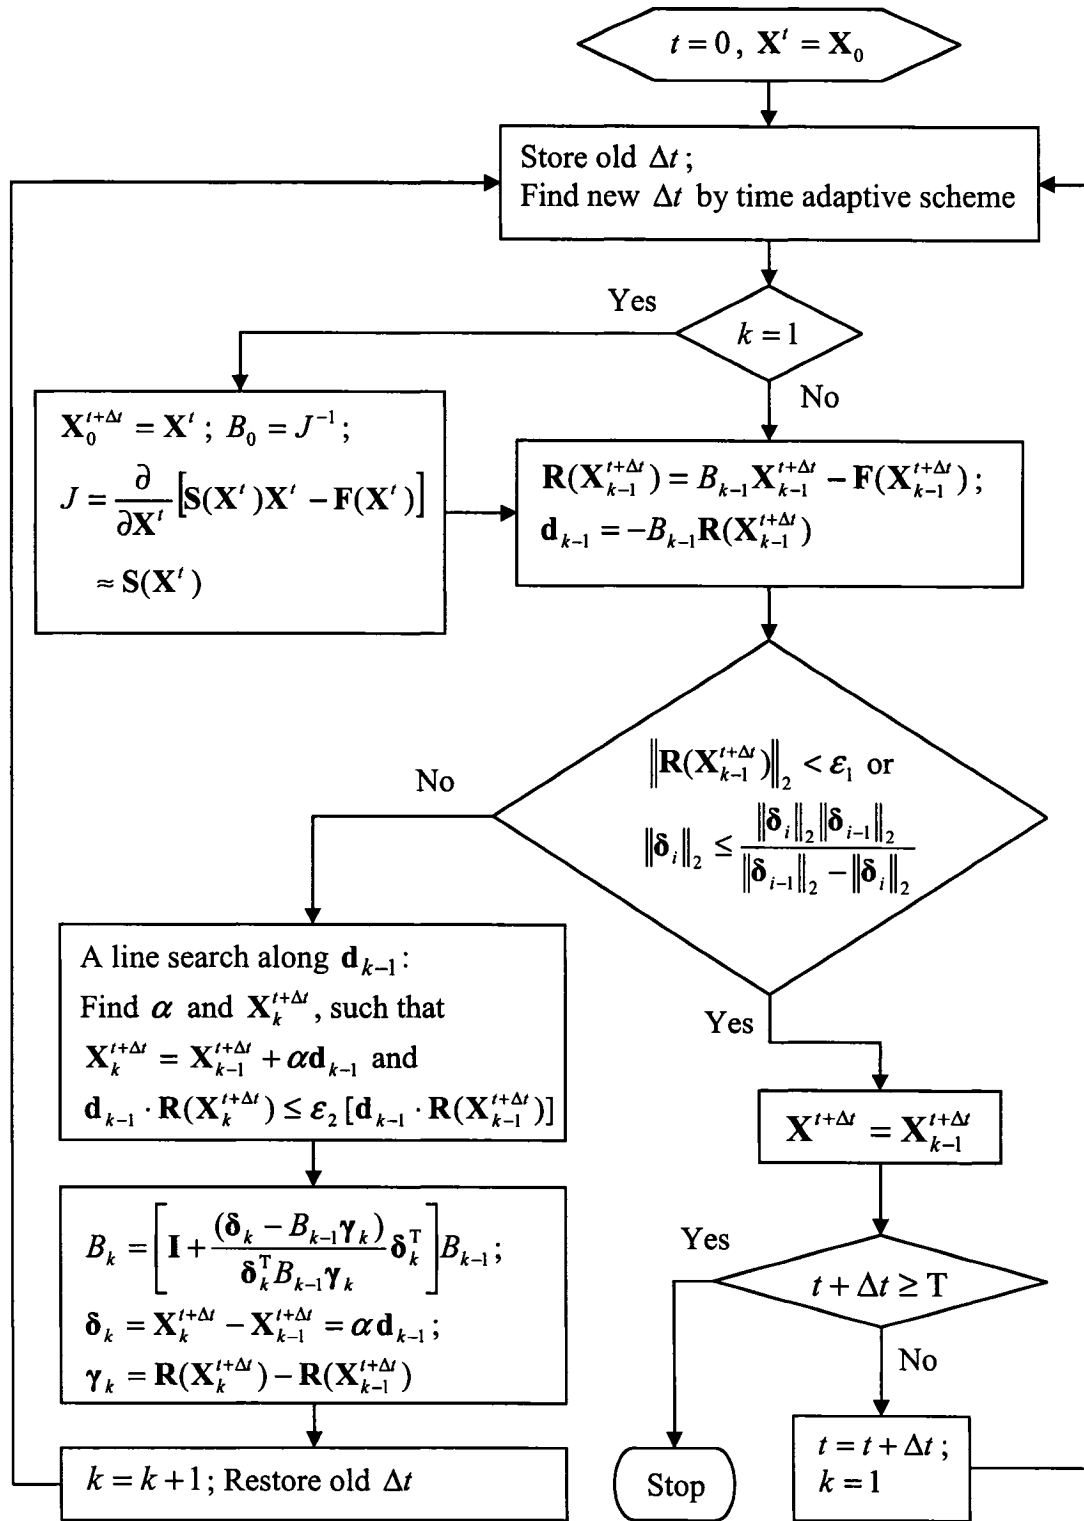 t = 0 , X^t = X_0
Store old Δt ;
Find new Δt by time adaptive scheme
Yes
k = 1
No
X_0^{t+Δt} = X^t ; B_0 = J^{-1} ;
J = ∂/∂X^t [S(X^t)X^t − F(X^t)]
≈ S(X^t)
R(X_{k−1}^{t+Δt}) = B_{k−1} X_{k−1}^{t+Δt} − F(X_{k−1}^{t+Δt}) ;
d_{k−1} = −B_{k−1} R(X_{k−1}^{t+Δt})
No
‖R(X_{k−1}^{t+Δt})‖_2 < ε_1 or
‖δ_i‖_2 ≤ ‖δ_i‖_2 ‖δ_{i−1}‖_2 / (‖δ_{i−1}‖_2 − ‖δ_i‖_2)
A line search along d_{k−1} :
Find α and X_k^{t+Δt} , such that
X_k^{t+Δt} = X_{k−1}^{t+Δt} + αd_{k−1} and
d_{k−1} · R(X_k^{t+Δt}) ≤ ε_2 [d_{k−1} · R(X_{k−1}^{t+Δt})]
Yes
X^{t+Δt} = X_{k−1}^{t+Δt}
B_k = [I + (δ_k − B_{k−1} γ_k) / (δ_k^T B_{k−1} γ_k) δ_k^T] B_{k−1} ;
δ_k = X_k^{t+Δt} − X_{k−1}^{t+Δt} = αd_{k−1} ;
γ_k = R(X_k^{t+Δt}) − R(X_{k−1}^{t+Δt})
Yes
t + Δt ≥ T
No
k = k + 1 ; Restore old Δt
Stop
t = t + Δt ;
k = 1